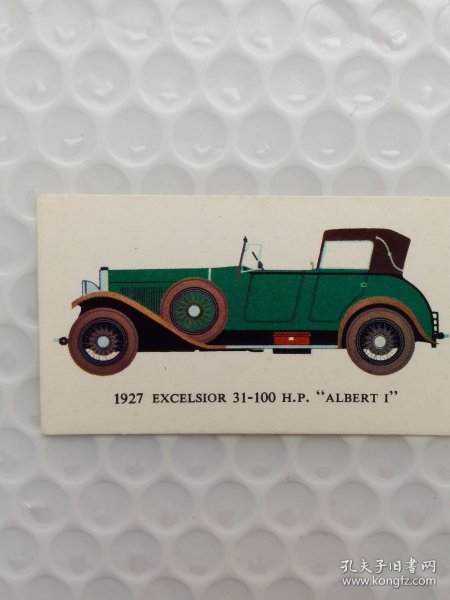 1927 EXCELSIOR 31-100 H.P. “ALBERT I”
孔夫子旧书网
www.kongfz.com